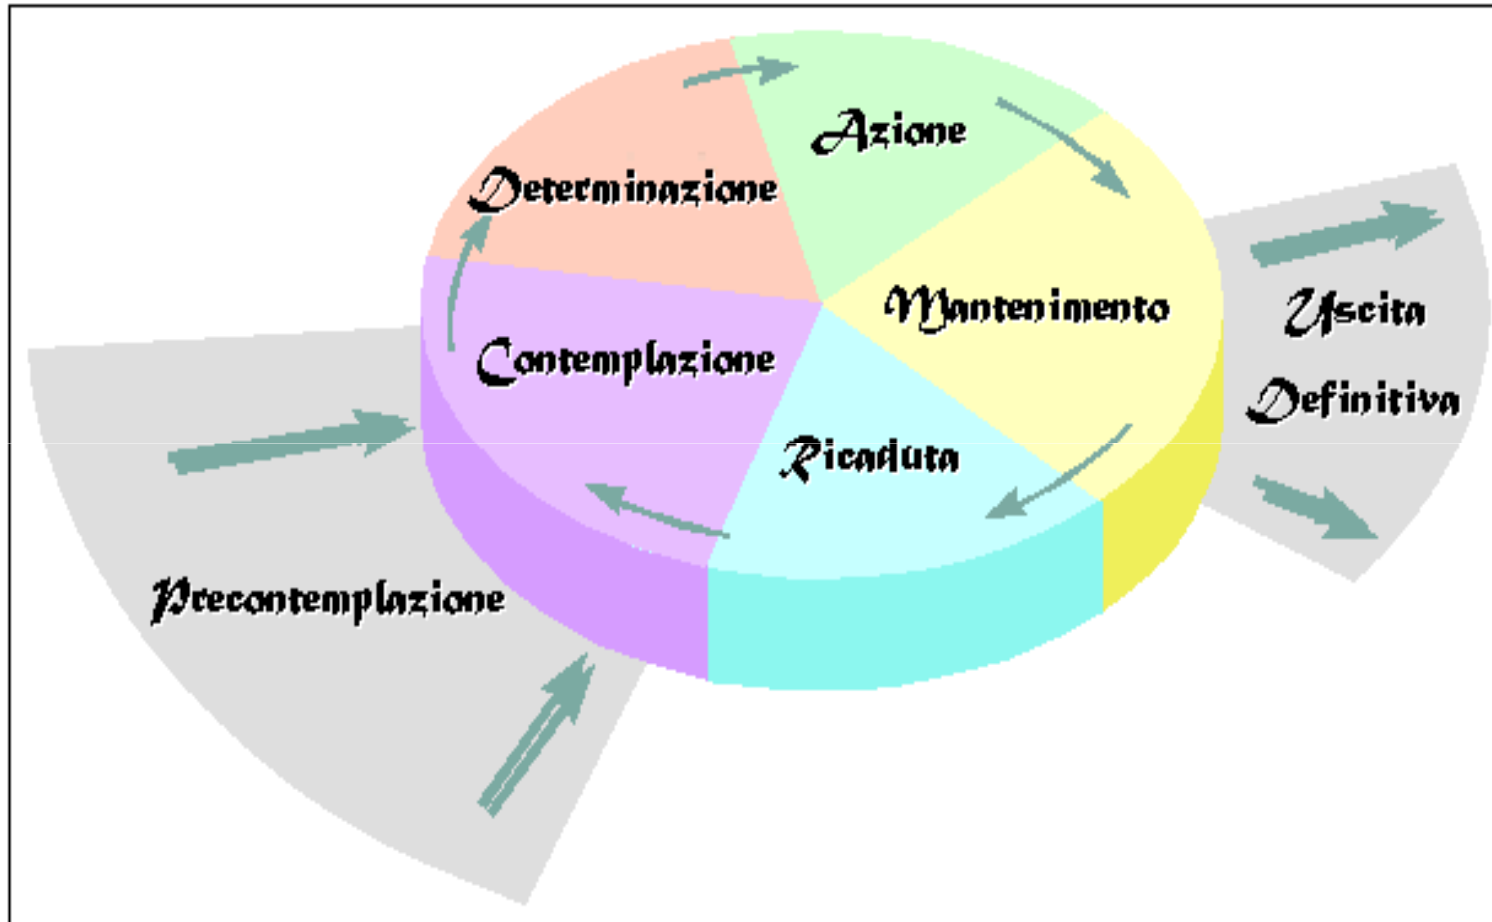 Azione
Determinazione
Mantenimento
Uscita
Definitiva
Contemplazione
Ricaduta
Precontemplazione